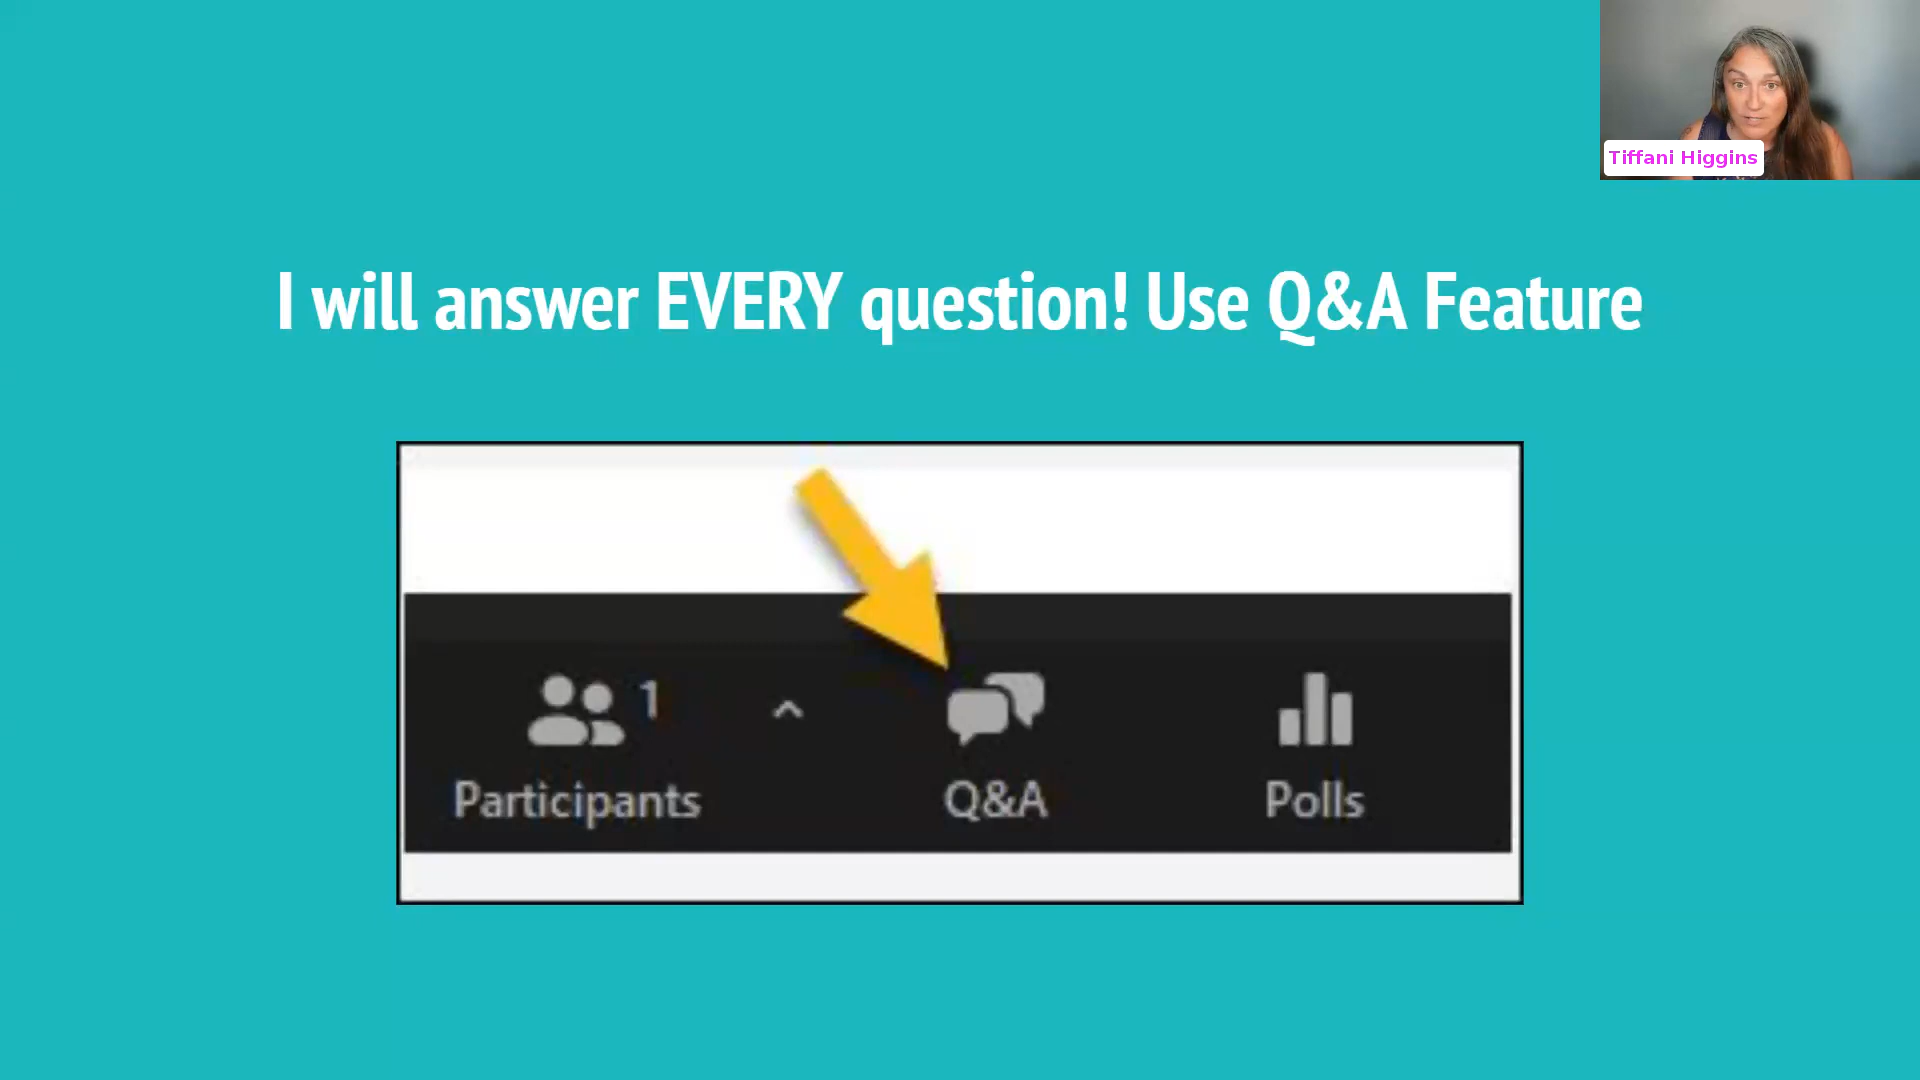 Tiffani Higgins
I will answer EVERY question! Use Q&A Feature
1
Participants
Q&A
Polls